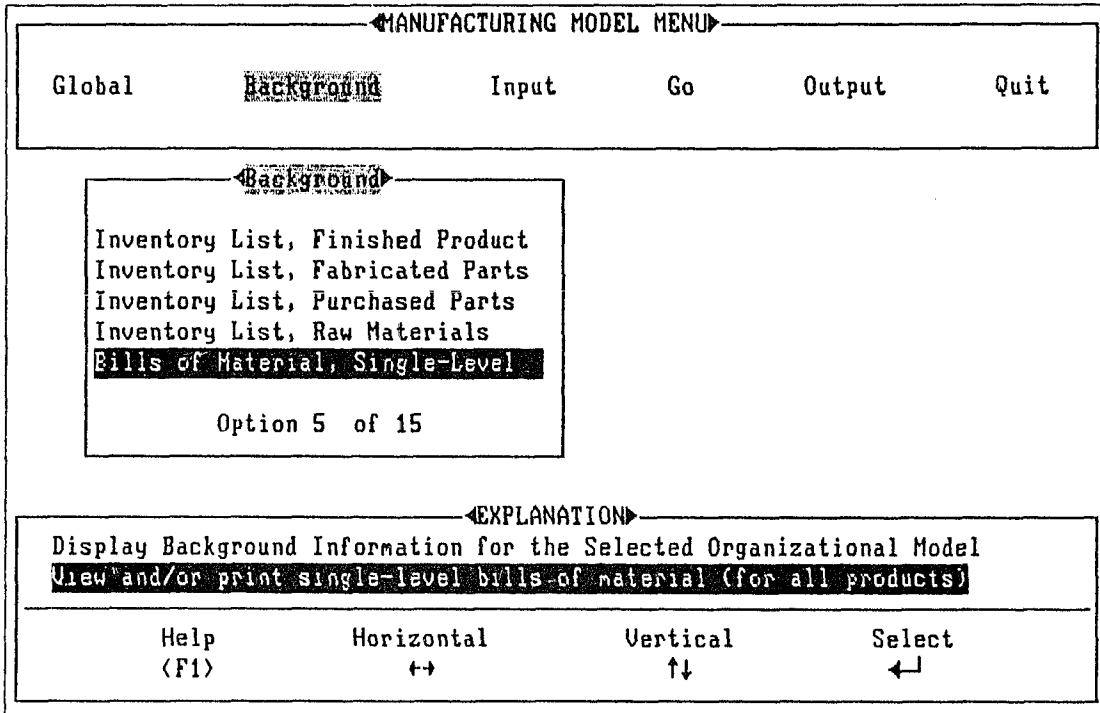 MANUFACTURING MODEL MENU
Global Background Input Go Output Quit
Background
Inventory List, Finished Product
Inventory List, Fabricated Parts
Inventory List, Purchased Parts
Inventory List, Raw Materials
Bills of Material, Single-Level
Option 5 of 15
EXPLANATION
Display Background Information for the Selected Organizational Model
View and/or print single-level bills of material (for all products)
Help Horizontal Vertical Select
<F1> ↔ ↑↓ ↵